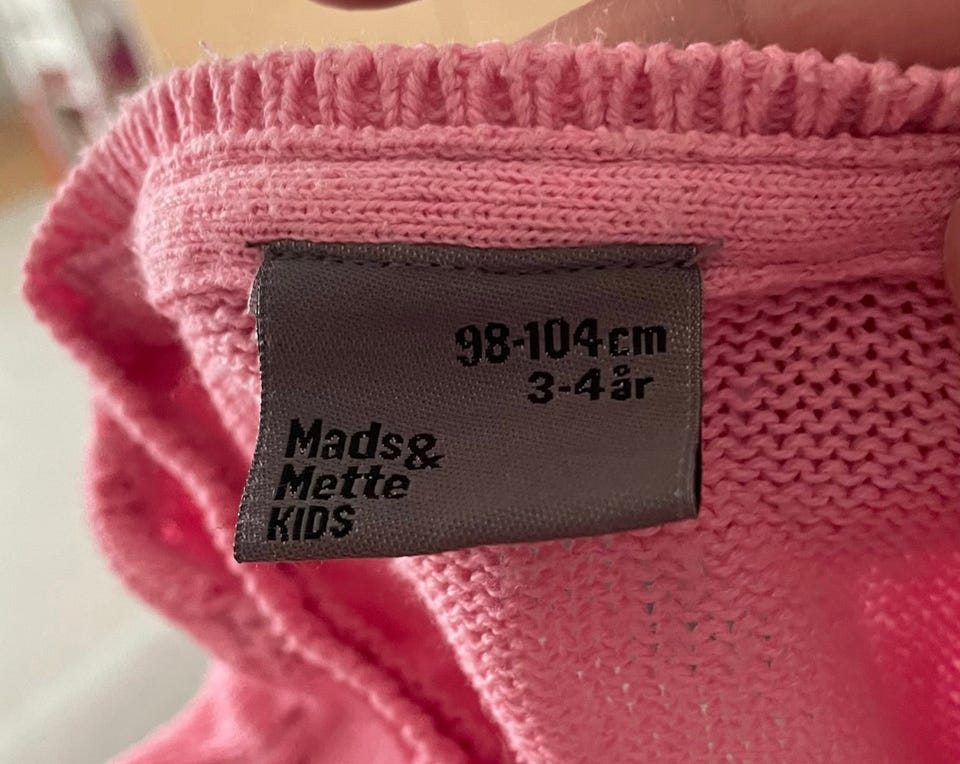 98-104 cm
3-4 år
Mads &
Mette
KIDS